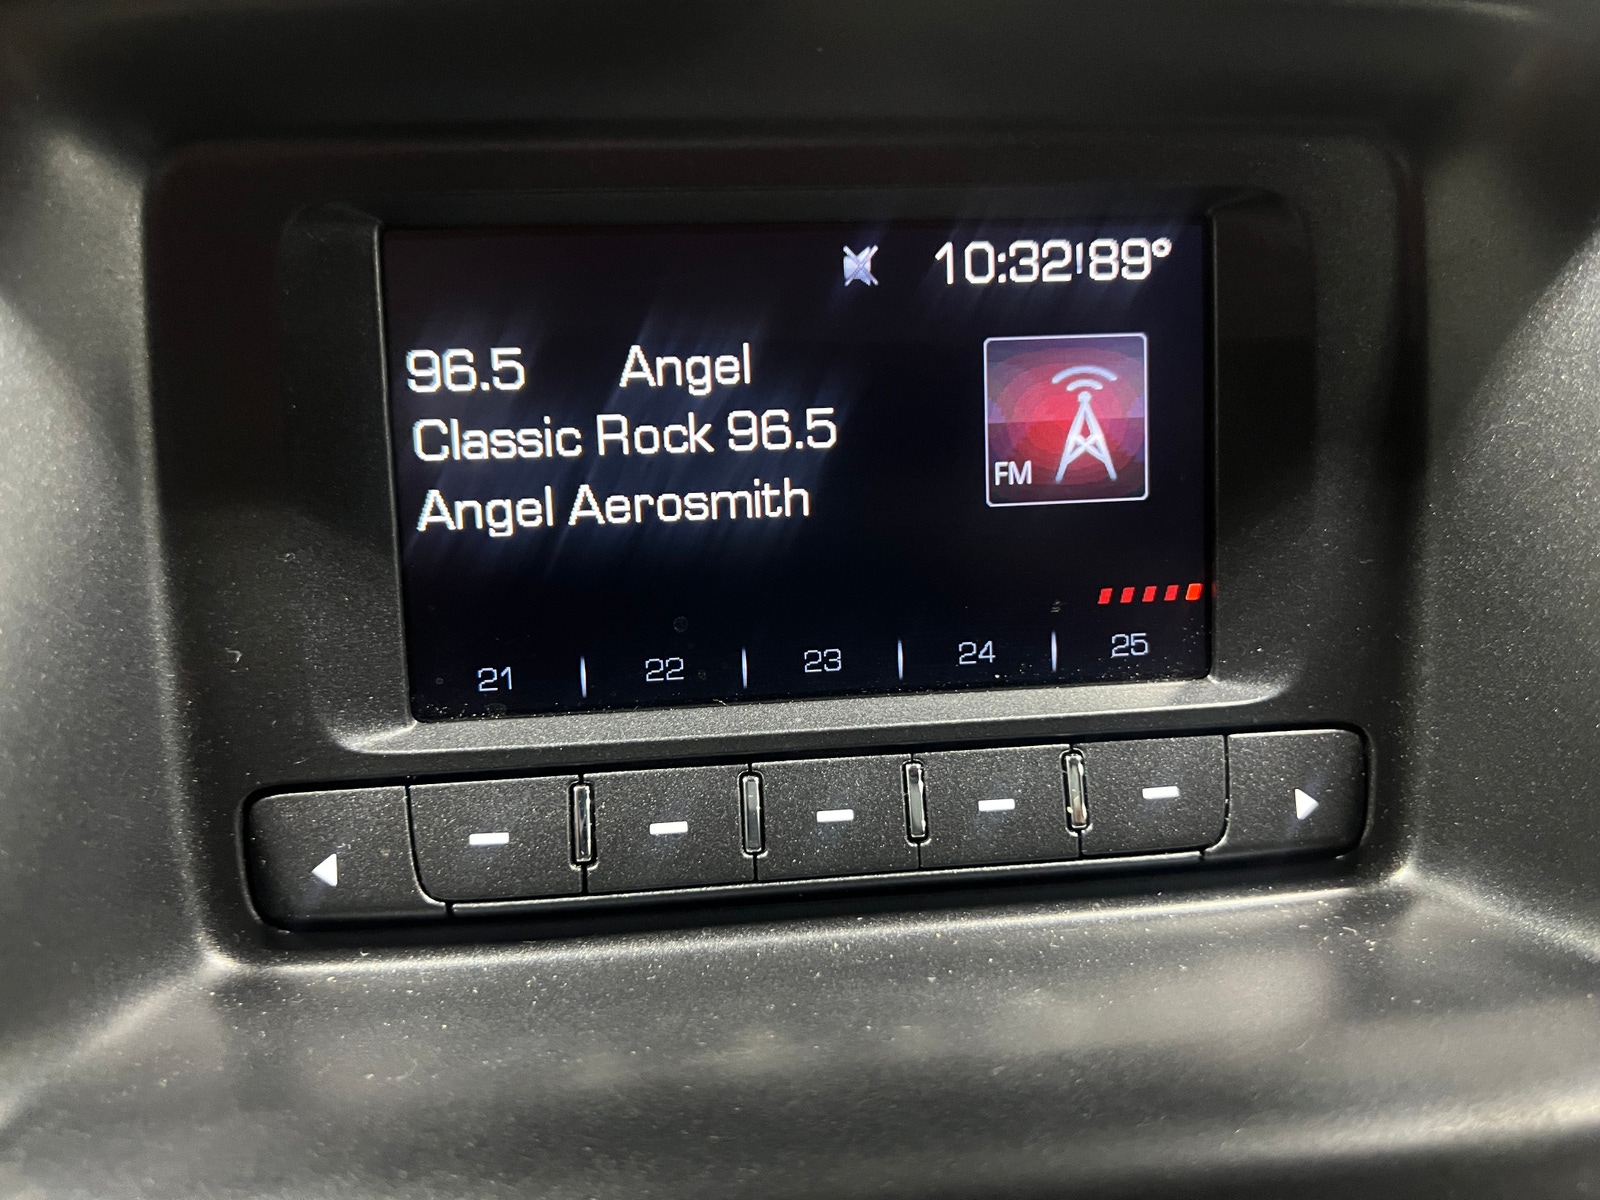 10:32 89°
96.5 Angel
Classic Rock 96.5
Angel Aerosmith
FM
21 22 23 24 25